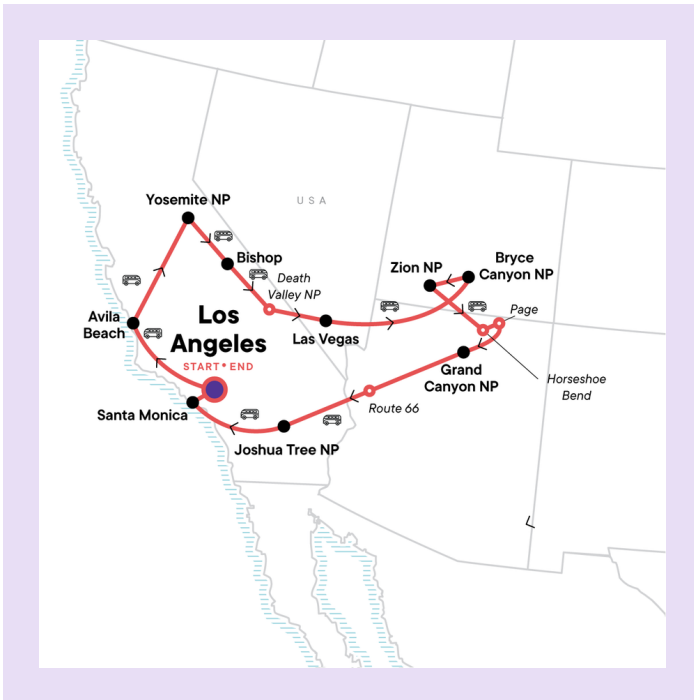 USA
Yosemite NP
Bishop
Death
Valley NP
Zion NP
Bryce
Canyon NP
Page
Avila
Beach
Los
Angeles
START • END
Las Vegas
Grand
Canyon NP
Horseshoe
Bend
Route 66
Santa Monica
Joshua Tree NP